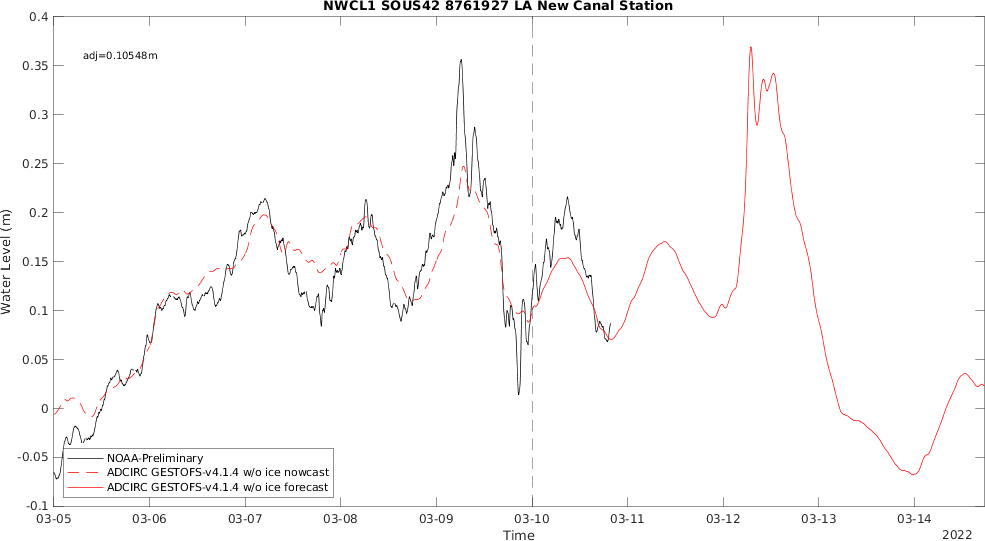 NWCL1 SOUS42 8761927 LA New Canal Station
adj=0.10548m
Water Level (m)
0.4
0.35
0.3
0.25
0.2
0.15
0.1
0.05
0
-0.05
-0.1
NOAA-Preliminary
ADCIRC GESTOFS-v4.1.4 w/o ice nowcast
ADCIRC GESTOFS-v4.1.4 w/o ice forecast
03-05 03-06 03-07 03-08 03-09 03-10 03-11 03-12 03-13 03-14
Time
2022